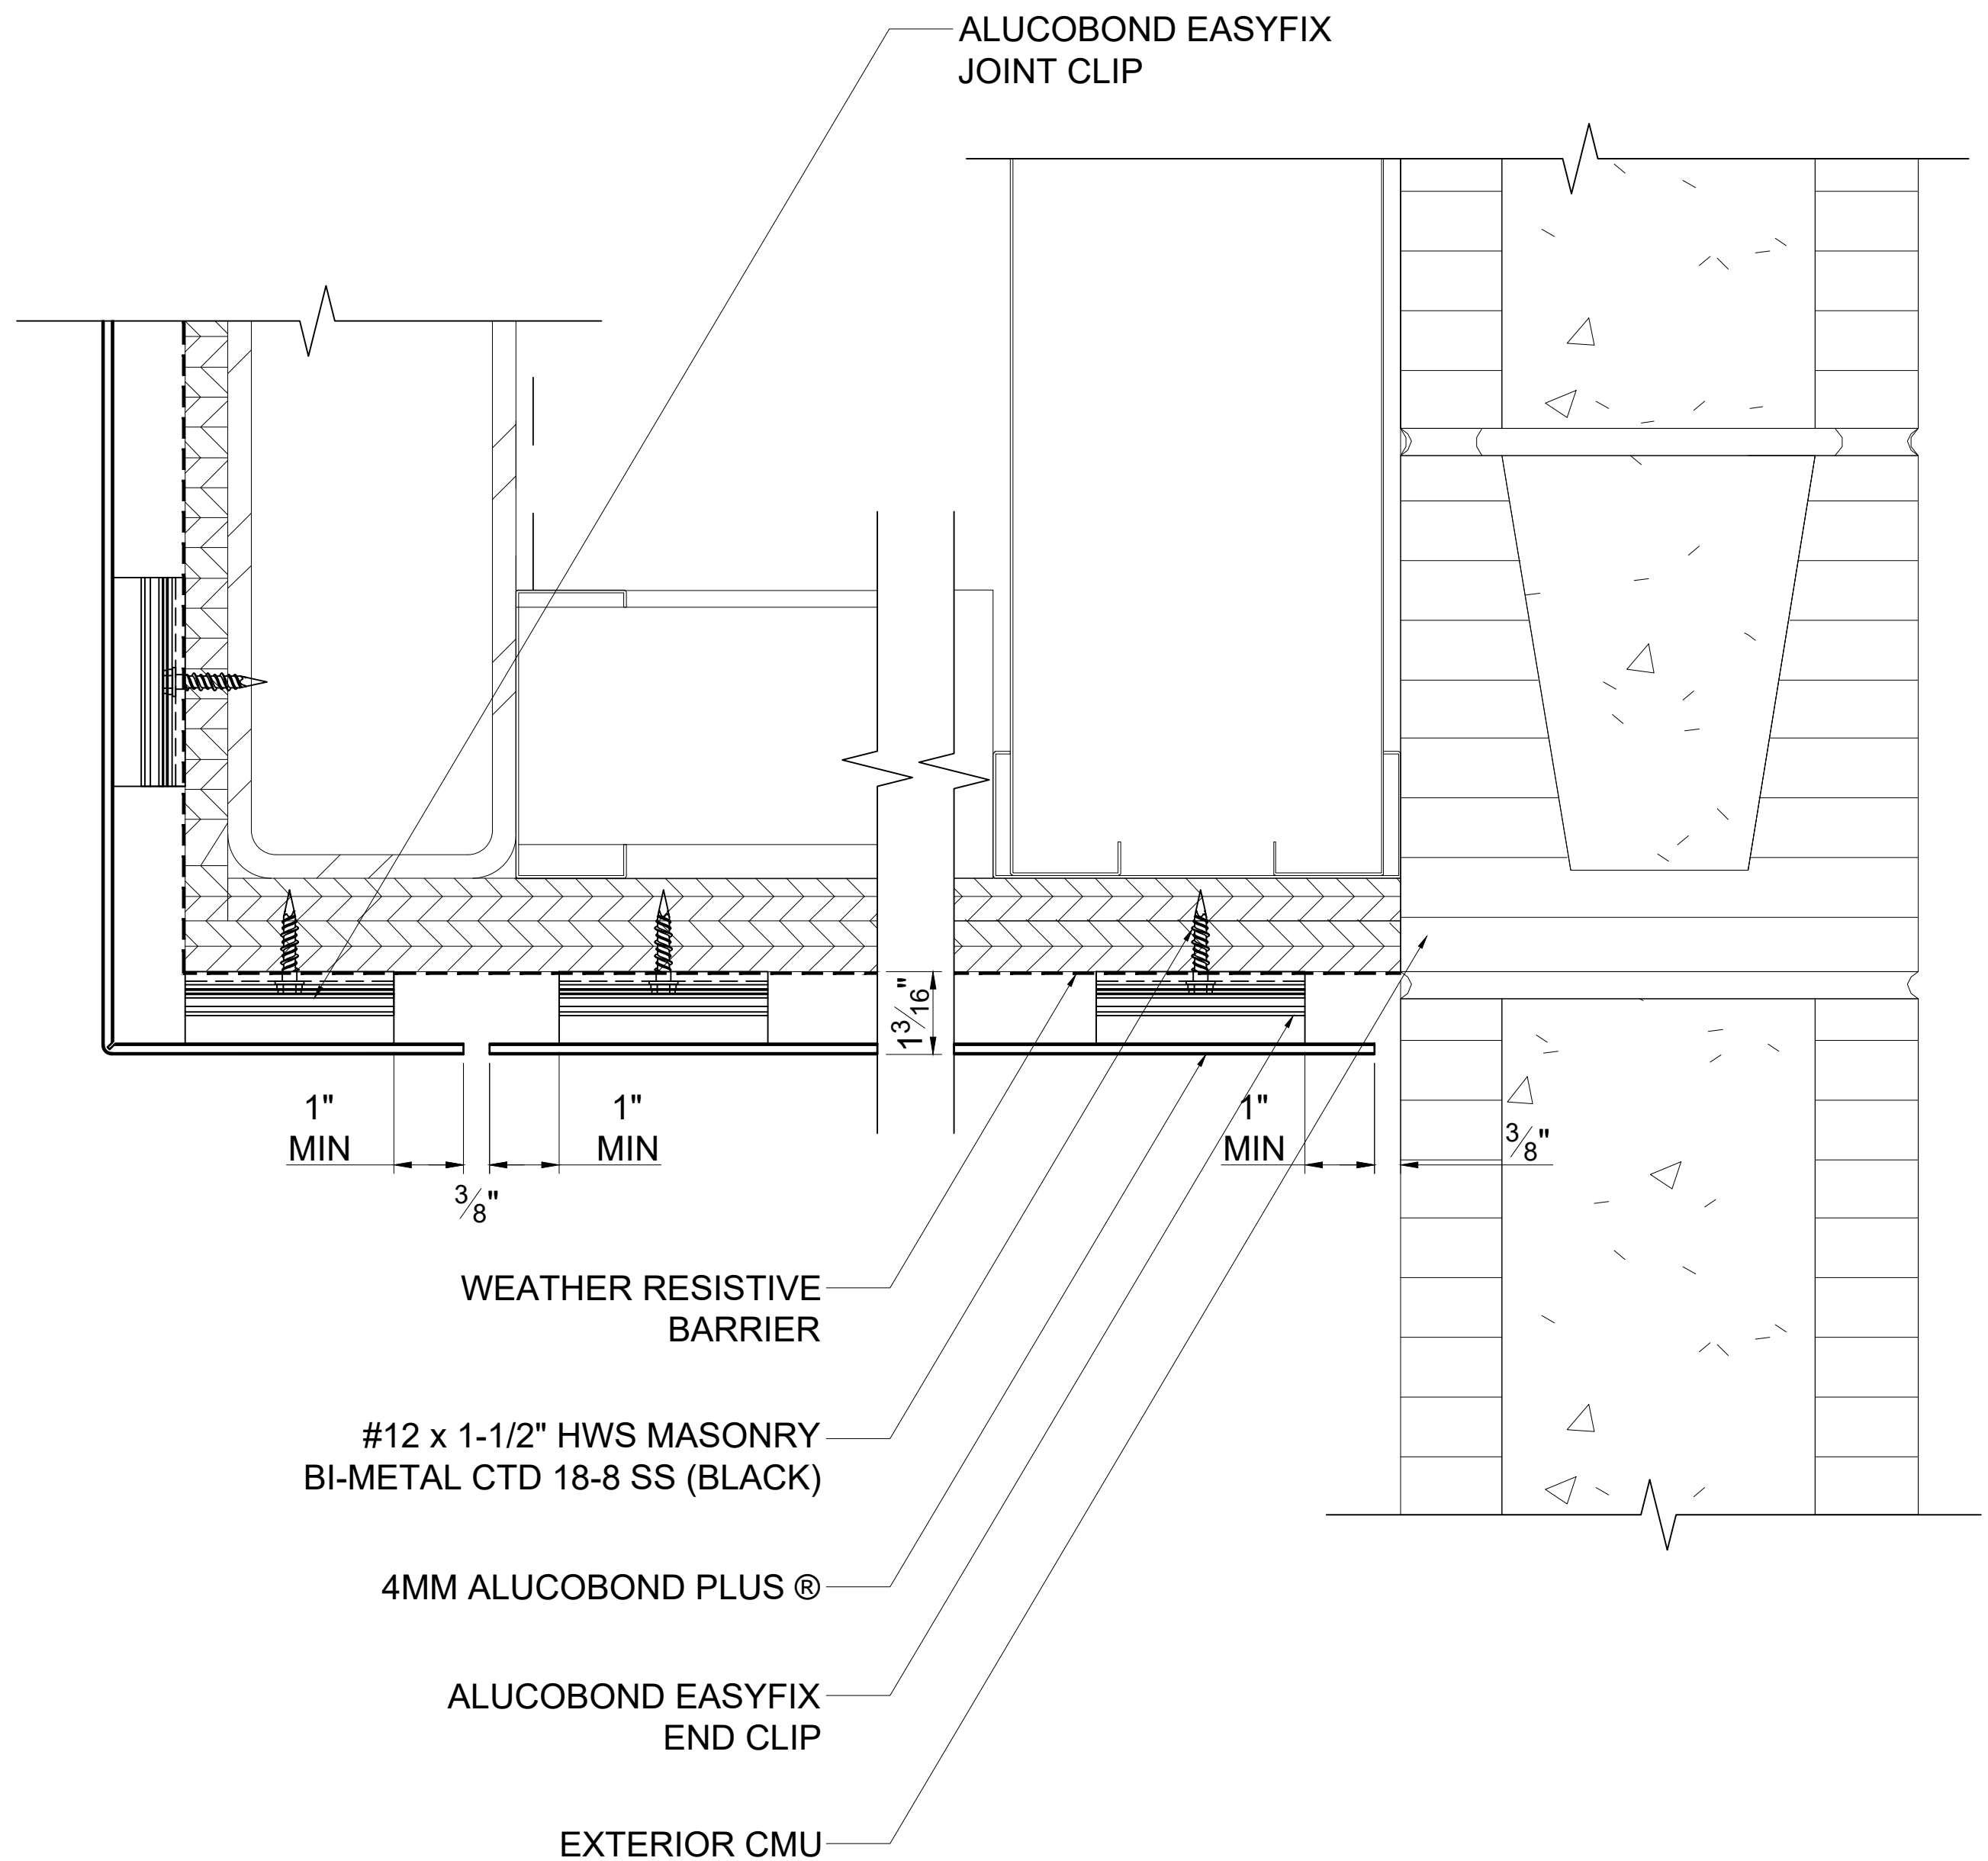 ALUCOBOND EASYFIX
JOINT CLIP
1 3/16"
1"
MIN
1"
MIN
1"
MIN
3/8"
3/8"
WEATHER RESISTIVE
BARRIER
#12 x 1-1/2" HWS MASONRY
BI-METAL CTD 18-8 SS (BLACK)
4MM ALUCOBOND PLUS ®
ALUCOBOND EASYFIX
END CLIP
EXTERIOR CMU